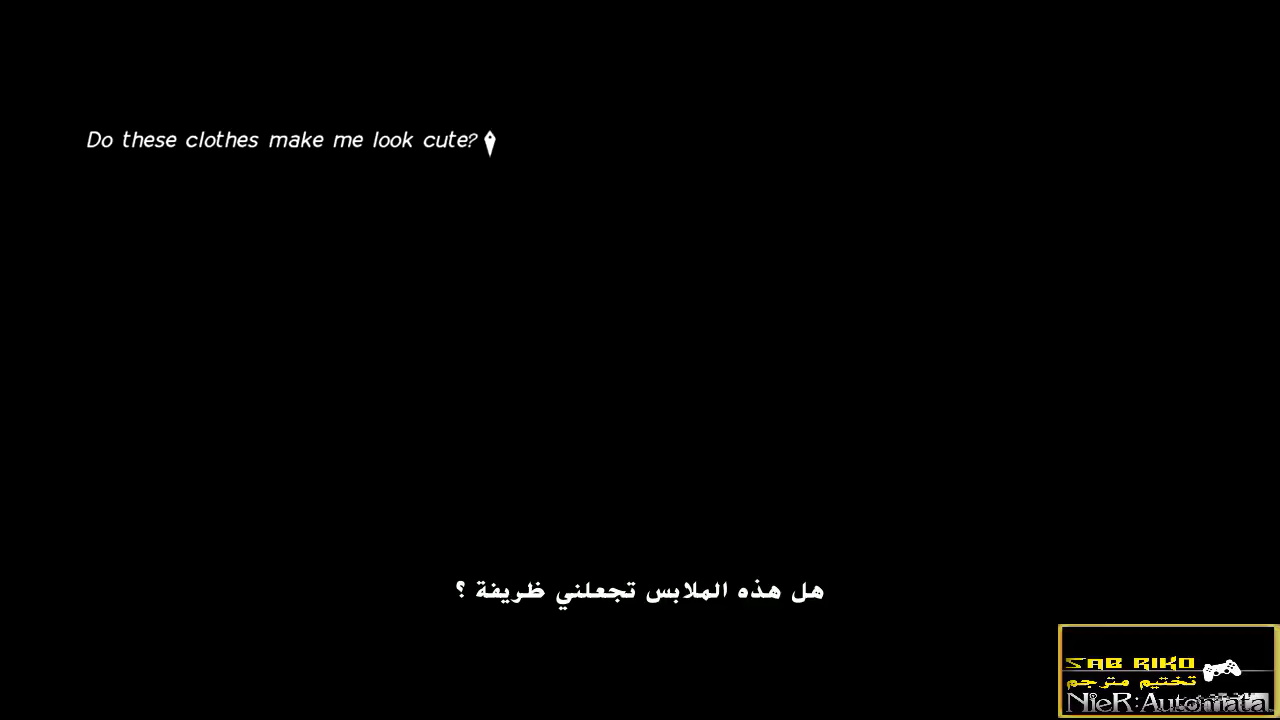 Do these clothes make me look cute?
هل هذه الملابس تجعلني ظريفة ؟
SAB RIKO
تختيم مترجم
NieR:Automata